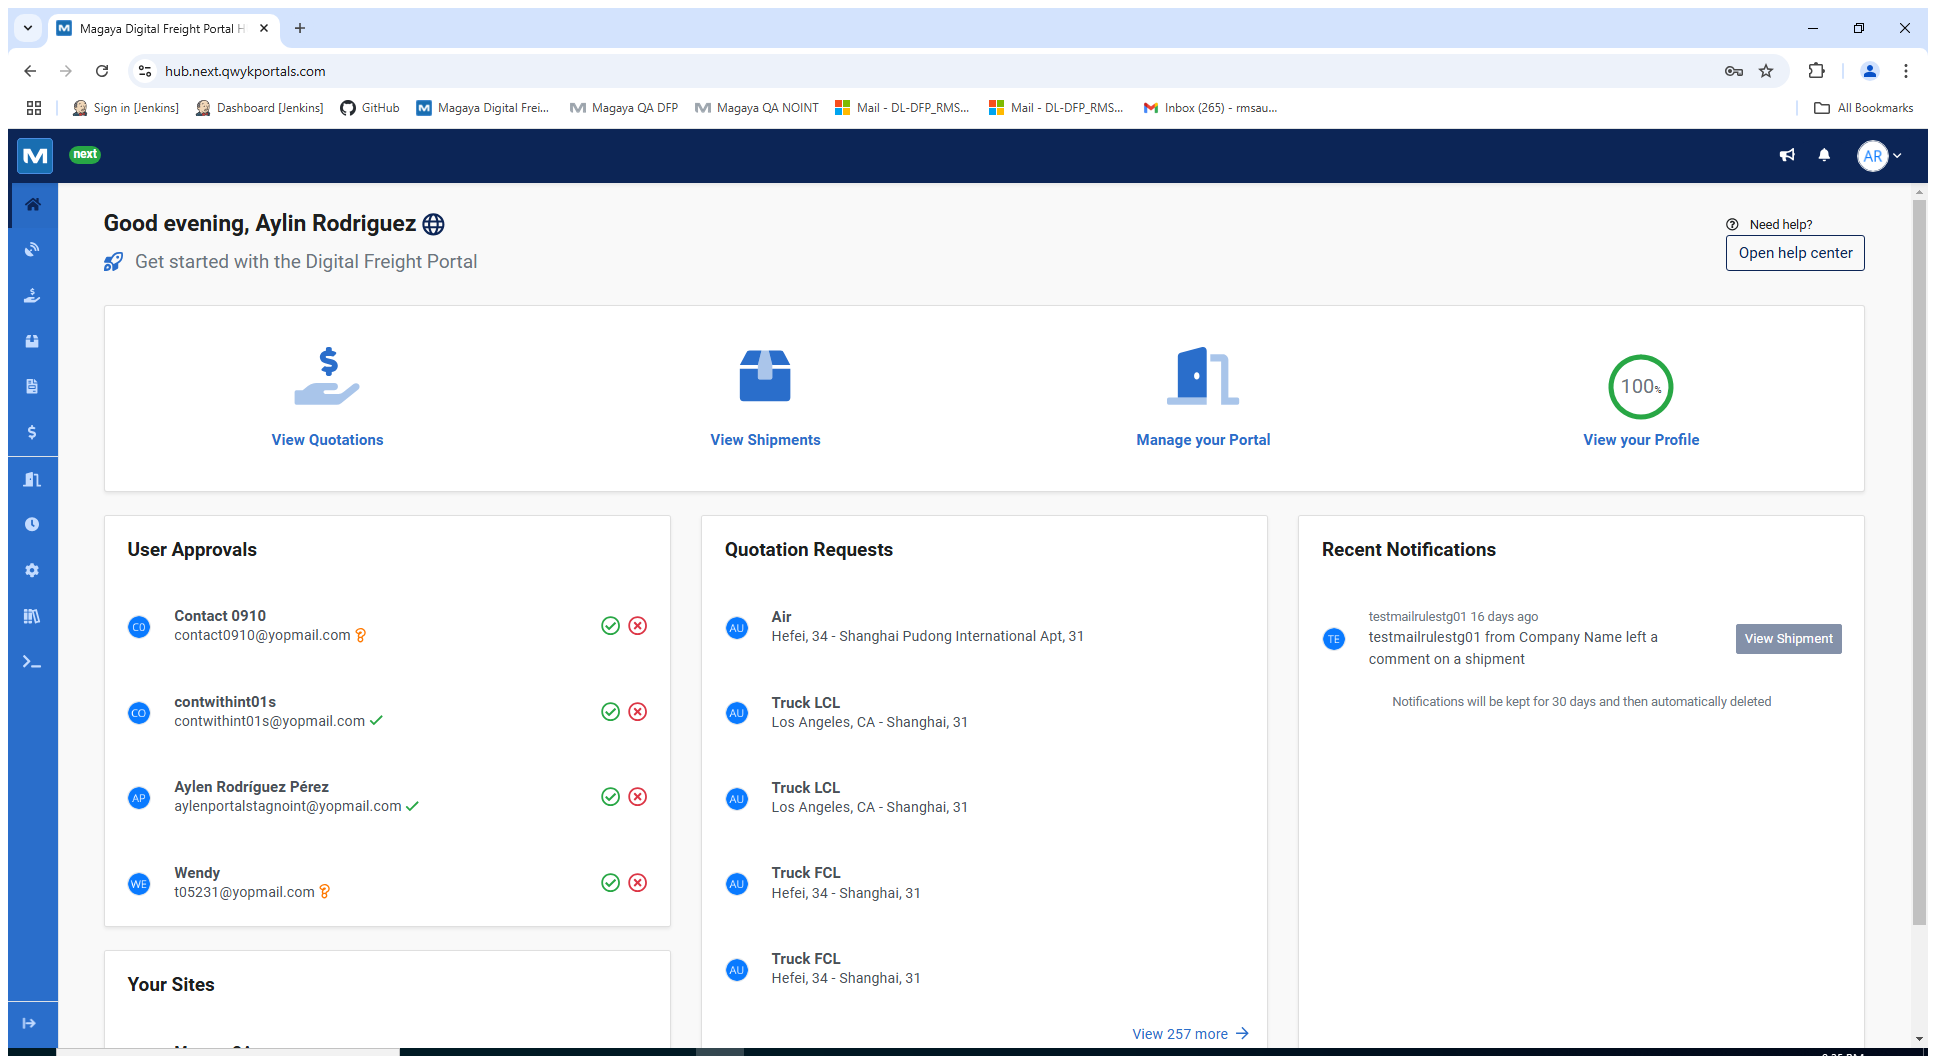 Magaya Digital Freight Portal H
hub.next.qwykportals.com
Sign in [Jenkins]
Dashboard [Jenkins]
GitHub
Magaya Digital Frei...
Magaya QA DFP
Magaya QA NOINT
Mail - DL-DFP_RMS...
Mail - DL-DFP_RMS...
Inbox (265) - rmsau...
All Bookmarks
M
next
AR
Good evening, Aylin Rodriguez
Get started with the Digital Freight Portal
Need help?
Open help center
View Quotations
View Shipments
Manage your Portal
100%
View your Profile
User Approvals
C0
Contact 0910
contact0910@yopmail.com
CO
contwithint01s
contwithint01s@yopmail.com
AP
Aylen Rodríguez Pérez
aylenportalstagnoint@yopmail.com
WE
Wendy
t05231@yopmail.com
Your Sites
Quotation Requests
AU
Air
Hefei, 34 - Shanghai Pudong International Apt, 31
AU
Truck LCL
Los Angeles, CA - Shanghai, 31
AU
Truck LCL
Los Angeles, CA - Shanghai, 31
AU
Truck FCL
Hefei, 34 - Shanghai, 31
AU
Truck FCL
Hefei, 34 - Shanghai, 31
View 257 more
Recent Notifications
TE
testmailrulestg01 16 days ago
testmailrulestg01 from Company Name left a
comment on a shipment
View Shipment
Notifications will be kept for 30 days and then automatically deleted